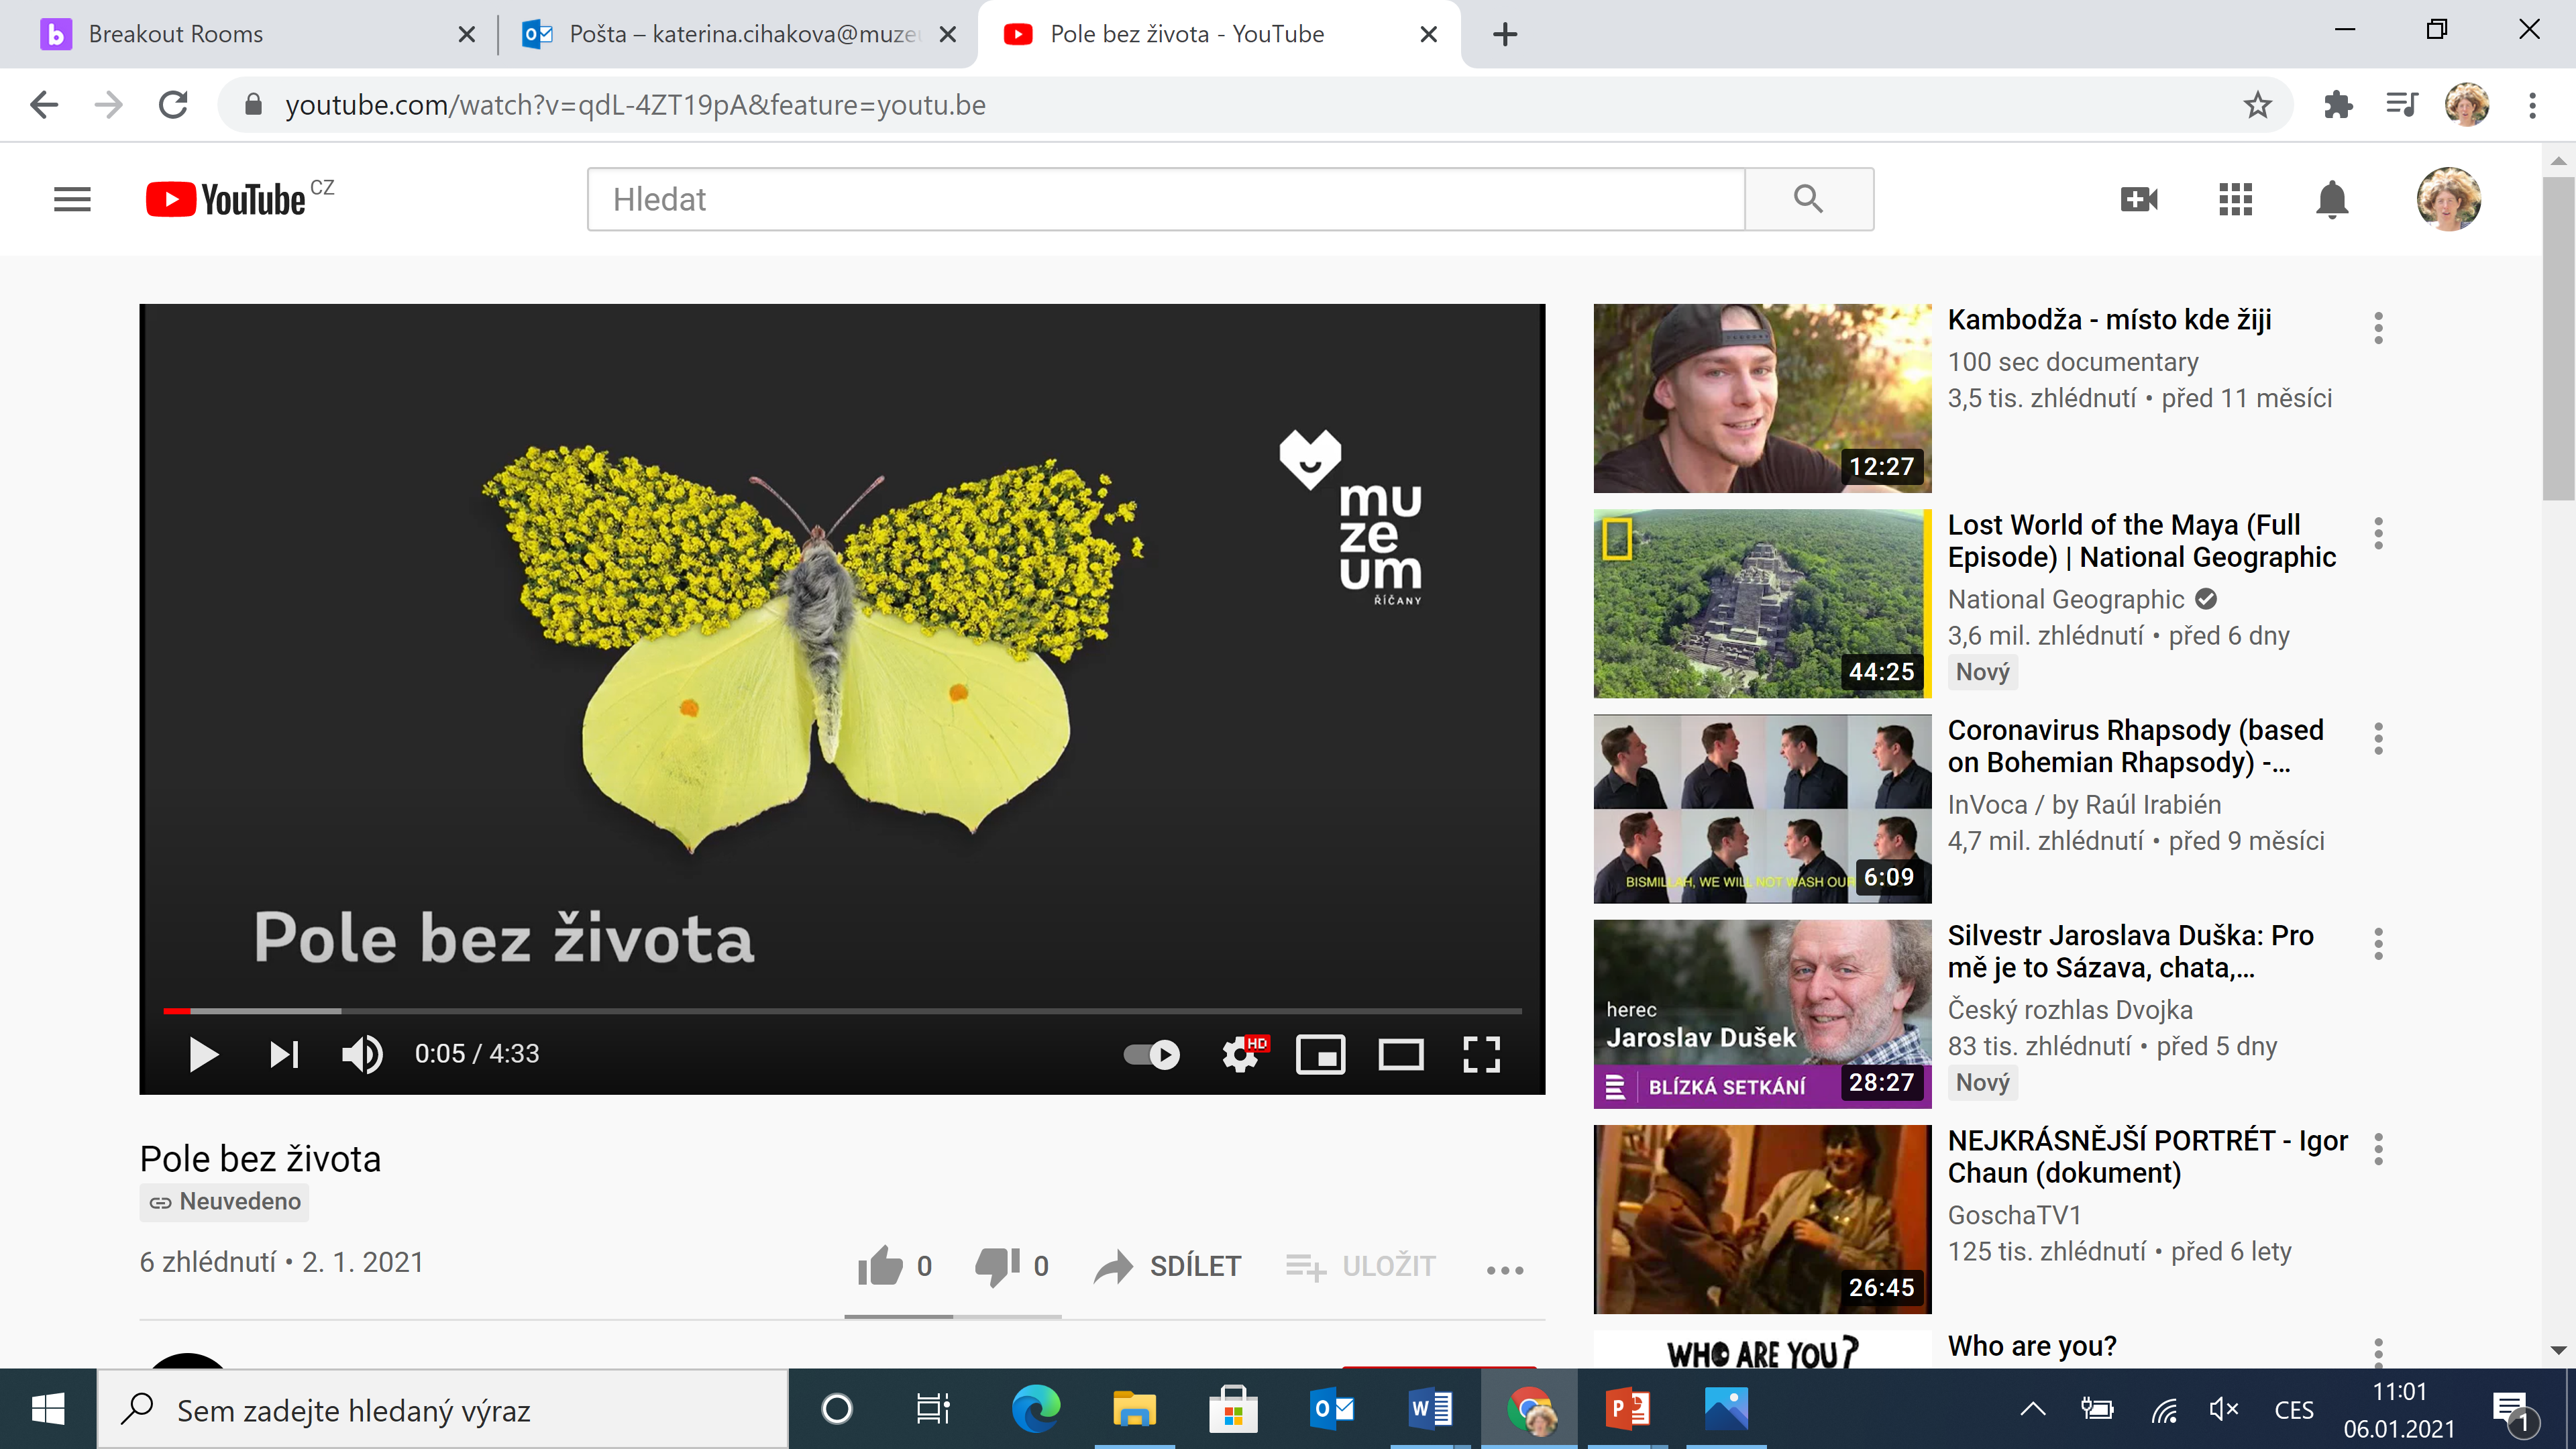 Breakout Rooms
Pošta – katerina.cihakova@muze
Pole bez života - YouTube
youtube.com/watch?v=qdL-4ZT19pA&feature=youtu.be
YouTube CZ
Hledat
mu
ze
um
ŘÍČANY
Pole bez života
0:05 / 4:33
HD
Pole bez života
Neuvedeno
6 zhlédnutí • 2. 1. 2021
0
0
SDÍLET
ULOŽIT
12:27
Kambodža - místo kde žiji
100 sec documentary
3,5 tis. zhlédnutí • před 11 měsíci
44:25
Lost World of the Maya (Full
Episode) | National Geographic
National Geographic
3,6 mil. zhlédnutí • před 6 dny
Nový
BISMILLAH, WE WILL NOT WASH OUR
6:09
Coronavirus Rhapsody (based
on Bohemian Rhapsody) -...
InVoca / by Raúl Irabién
4,7 mil. zhlédnutí • před 9 měsíci
herec
Jaroslav Dušek
BLÍZKÁ SETKÁNÍ
28:27
Silvestr Jaroslava Duška: Pro
mě je to Sázava, chata,...
Český rozhlas Dvojka
83 tis. zhlédnutí • před 5 dny
Nový
26:45
NEJKRÁSNĚJŠÍ PORTRÉT - Igor
Chaun (dokument)
GoschaTV1
125 tis. zhlédnutí • před 6 lety
WHO ARE YOU?
Who are you?
Sem zadejte hledaný výraz
CES
11:01
06.01.2021
1